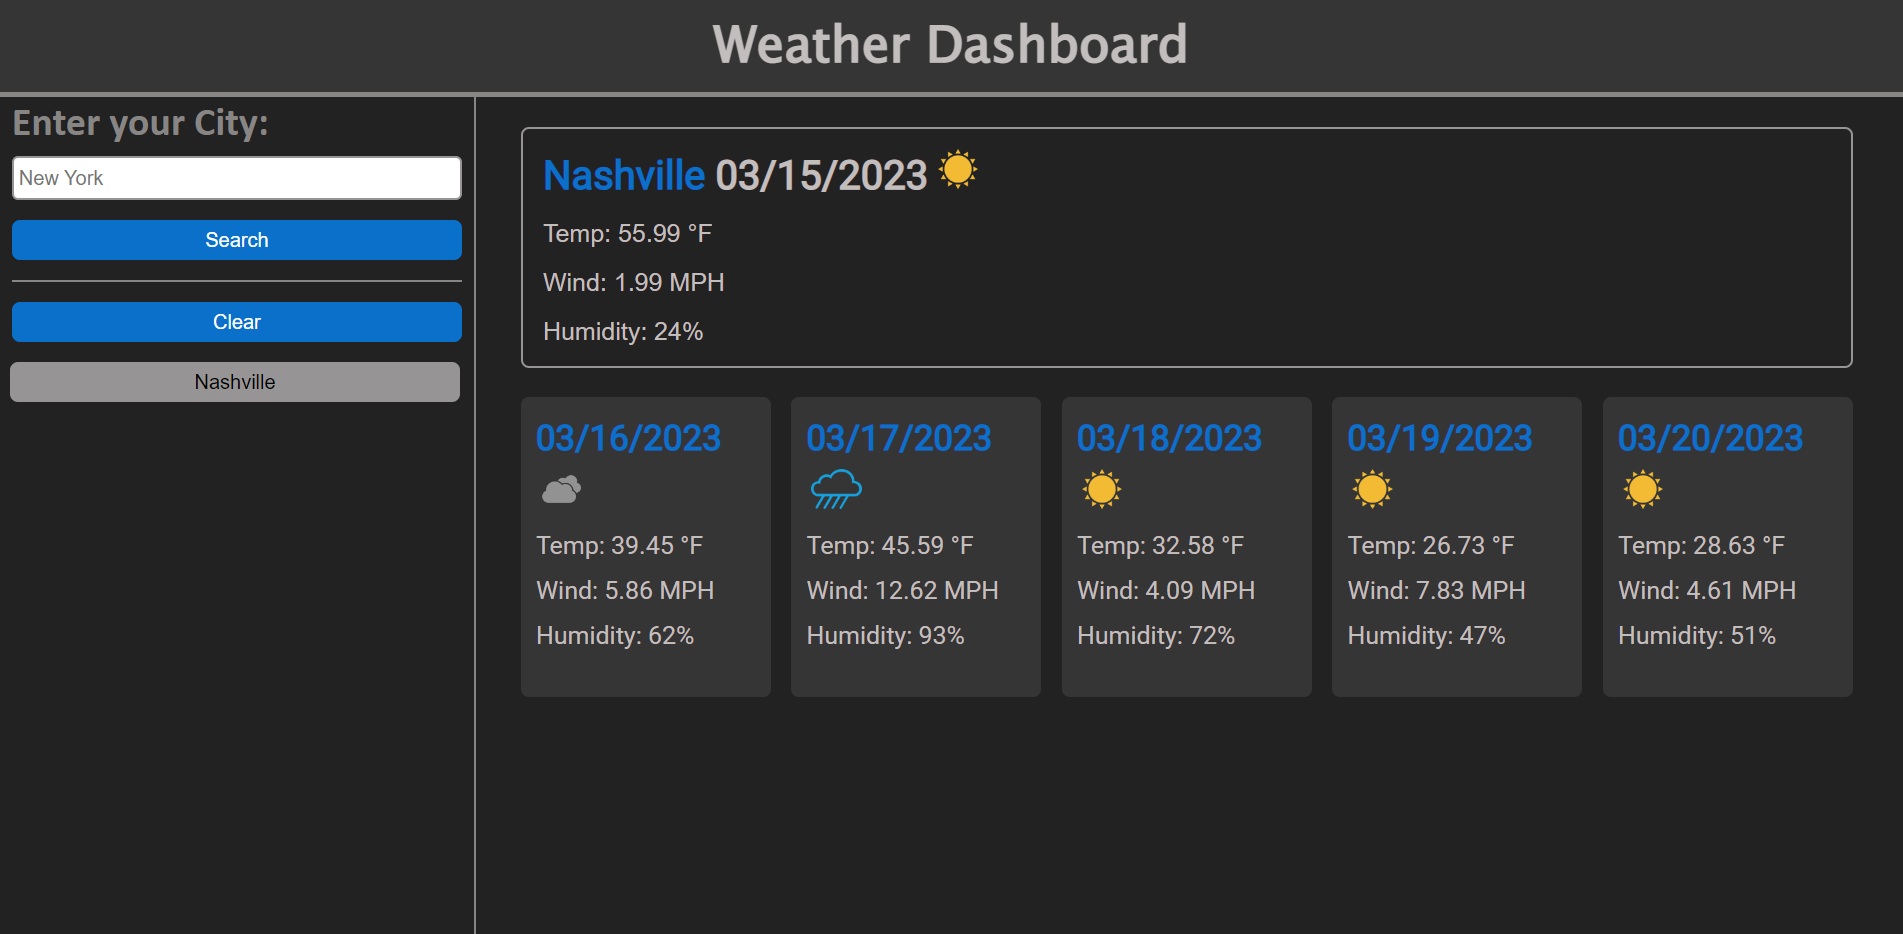 Weather Dashboard
Enter your City:
New York
Search
Clear
Nashville
Nashville 03/15/2023
Temp: 55.99 °F
Wind: 1.99 MPH
Humidity: 24%
03/16/2023
Temp: 39.45 °F
Wind: 5.86 MPH
Humidity: 62%
03/17/2023
Temp: 45.59 °F
Wind: 12.62 MPH
Humidity: 93%
03/18/2023
Temp: 32.58 °F
Wind: 4.09 MPH
Humidity: 72%
03/19/2023
Temp: 26.73 °F
Wind: 7.83 MPH
Humidity: 47%
03/20/2023
Temp: 28.63 °F
Wind: 4.61 MPH
Humidity: 51%